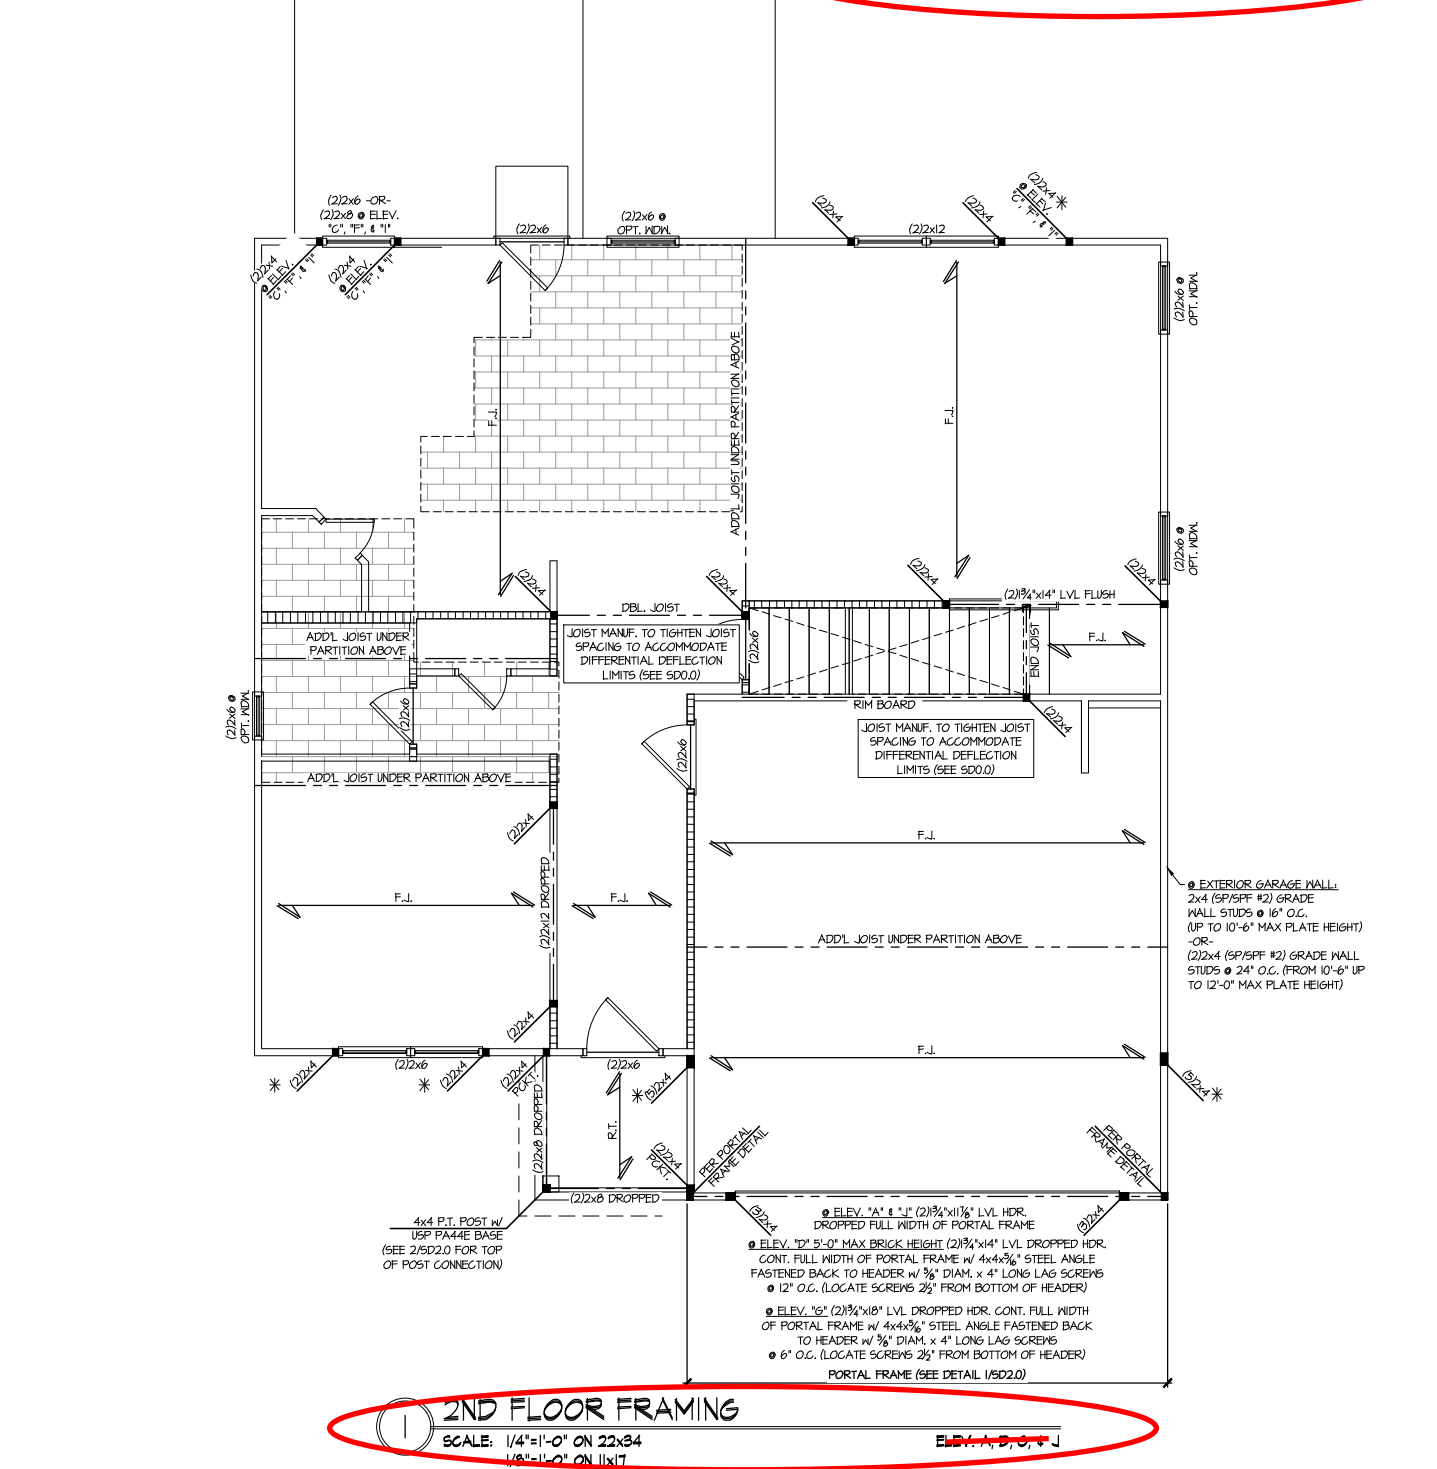 (2)2x6 -OR-
(2)2x8 @ ELEV.
"C", "F", & "I"
(2)2x4
@ ELEV.
"C", "F", & "I"
(2)2x4
@ ELEV.
"C", "F", & "I"
(2)2x6
(2)2x6 @
OPT. WDW.
(2)2x4
(2)2x12
(2)2x4
(2)2x4 *
@ ELEV.
"C", "F", & "I"
(2)2x6 @
OPT. WDW.
F.J.
ADD'L JOIST UNDER PARTITION ABOVE
F.J.
(2)2x6 @
OPT. WDW.
(2)2x4
(2)2x4
(2)2x4
(2)2x4
(2)1¾"x14" LVL FLUSH
DBL. JOIST
ADD'L JOIST UNDER
PARTITION ABOVE
JOIST MANUF. TO TIGHTEN JOIST
SPACING TO ACCOMMODATE
DIFFERENTIAL DEFLECTION
LIMITS (SEE SD0.0)
(2)2x6
END JOIST
F.J.
(2)2x6 @
OPT. WDW.
(2)2x6
RIM BOARD
(2)2x4
(2)2x6
JOIST MANUF. TO TIGHTEN JOIST
SPACING TO ACCOMMODATE
DIFFERENTIAL DEFLECTION
LIMITS (SEE SD0.0)
ADD'L JOIST UNDER PARTITION ABOVE
(2)2x4
F.J.
(2)2x12 DROPPED
F.J.
F.J.
@ EXTERIOR GARAGE WALL:
2x4 (SP/SPF #2) GRADE
WALL STUDS @ 16" O.C.
(UP TO 10'-6" MAX PLATE HEIGHT)
-OR-
(2)2x4 (SP/SPF #2) GRADE WALL
STUDS @ 24" O.C. (FROM 10'-6" UP
TO 12'-0" MAX PLATE HEIGHT)
ADD'L JOIST UNDER PARTITION ABOVE
(2)2x4
F.J.
* (2)2x4
(2)2x6
* (2)2x4
(2)2x4
PCKT.
(2)2x6
* (5)2x4
(5)2x4 *
(2)2x8 DROPPED
R.T.
(2)2x4
PCKT.
PER PORTAL
FRAME DETAIL
PER PORTAL
FRAME DETAIL
(2)2x8 DROPPED
(3)2x4
(3)2x4
4x4 P.T. POST W/
USP PA44E BASE
(SEE 2/SD2.0 FOR TOP
OF POST CONNECTION)
@ ELEV. "A" & "J" (2)1¾"x11⅞" LVL HDR.
DROPPED FULL WIDTH OF PORTAL FRAME
@ ELEV. "D" 5'-0" MAX BRICK HEIGHT (2)1¾"x14" LVL DROPPED HDR.
CONT. FULL WIDTH OF PORTAL FRAME W/ 4x4x5/16" STEEL ANGLE
FASTENED BACK TO HEADER W/ ⅝" DIAM. x 4" LONG LAG SCREWS
@ 12" O.C. (LOCATE SCREWS 2½" FROM BOTTOM OF HEADER)
@ ELEV. "G" (2)1¾"x18" LVL DROPPED HDR. CONT. FULL WIDTH
OF PORTAL FRAME W/ 4x4x5/16" STEEL ANGLE FASTENED BACK
TO HEADER W/ ⅝" DIAM. x 4" LONG LAG SCREWS
@ 6" O.C. (LOCATE SCREWS 2½" FROM BOTTOM OF HEADER)
PORTAL FRAME (SEE DETAIL 1/SD2.0)
1
2ND FLOOR FRAMING
SCALE: 1/4"=1'-0" ON 22x34
ELEV. A, D, G, & J
1/8"=1'-0" ON 11x17